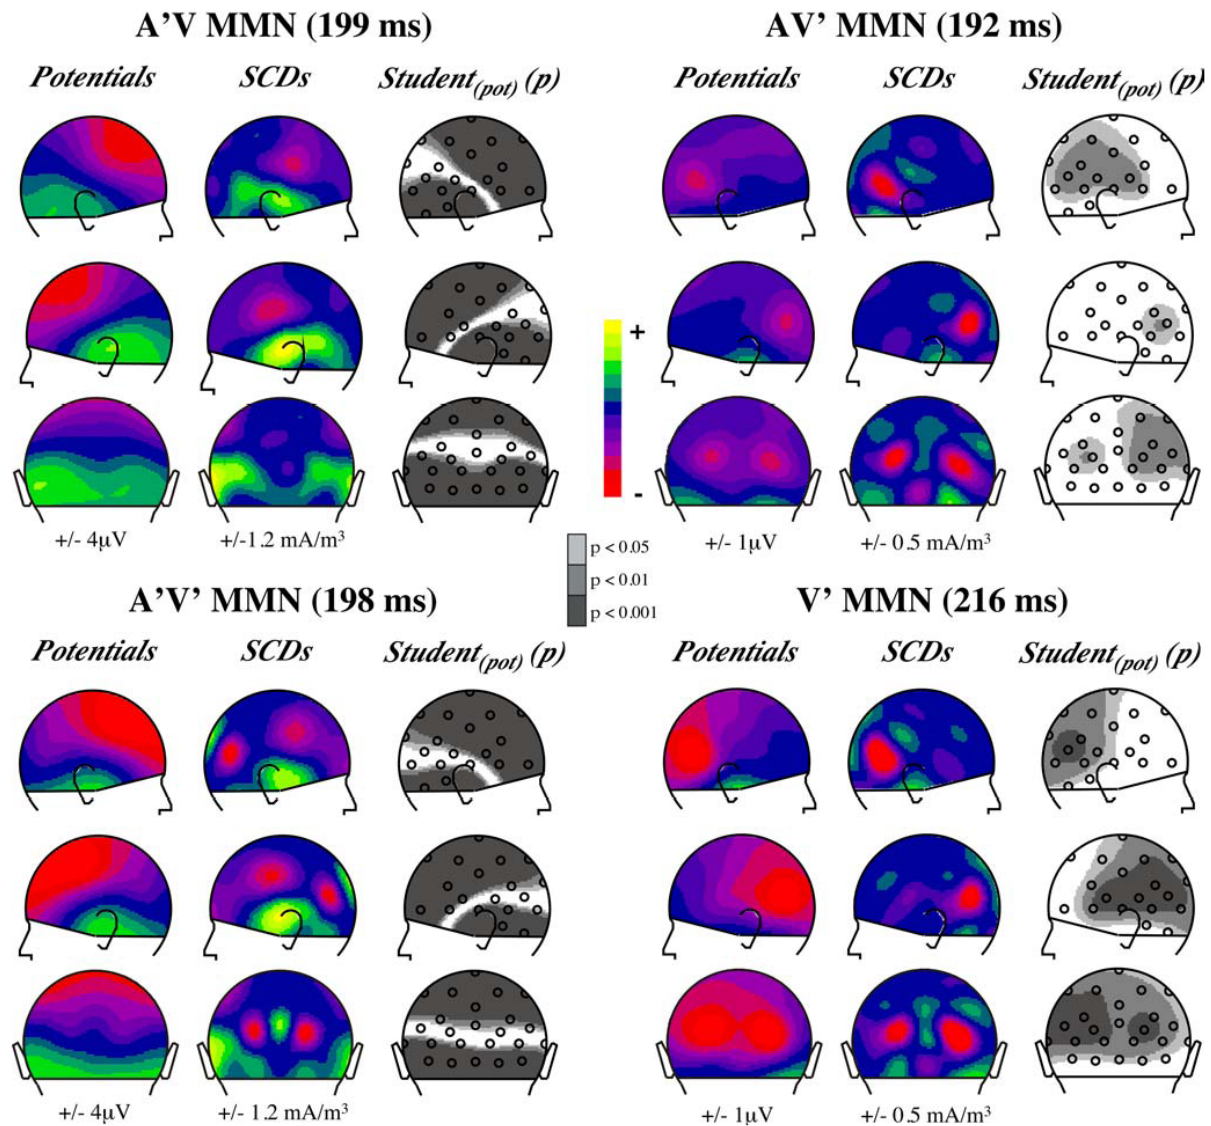 A'V MMN (199 ms)
Potentials SCDs Student(pot) (p)
+/- 4μV +/-1.2 mA/m³
AV' MMN (192 ms)
Potentials SCDs Student(pot) (p)
+/- 1μV +/- 0.5 mA/m³
+
-
p < 0.05
p < 0.01
p < 0.001
A'V' MMN (198 ms)
Potentials SCDs Student(pot) (p)
+/- 4μV +/- 1.2 mA/m³
V' MMN (216 ms)
Potentials SCDs Student(pot) (p)
+/- 1μV +/- 0.5 mA/m³